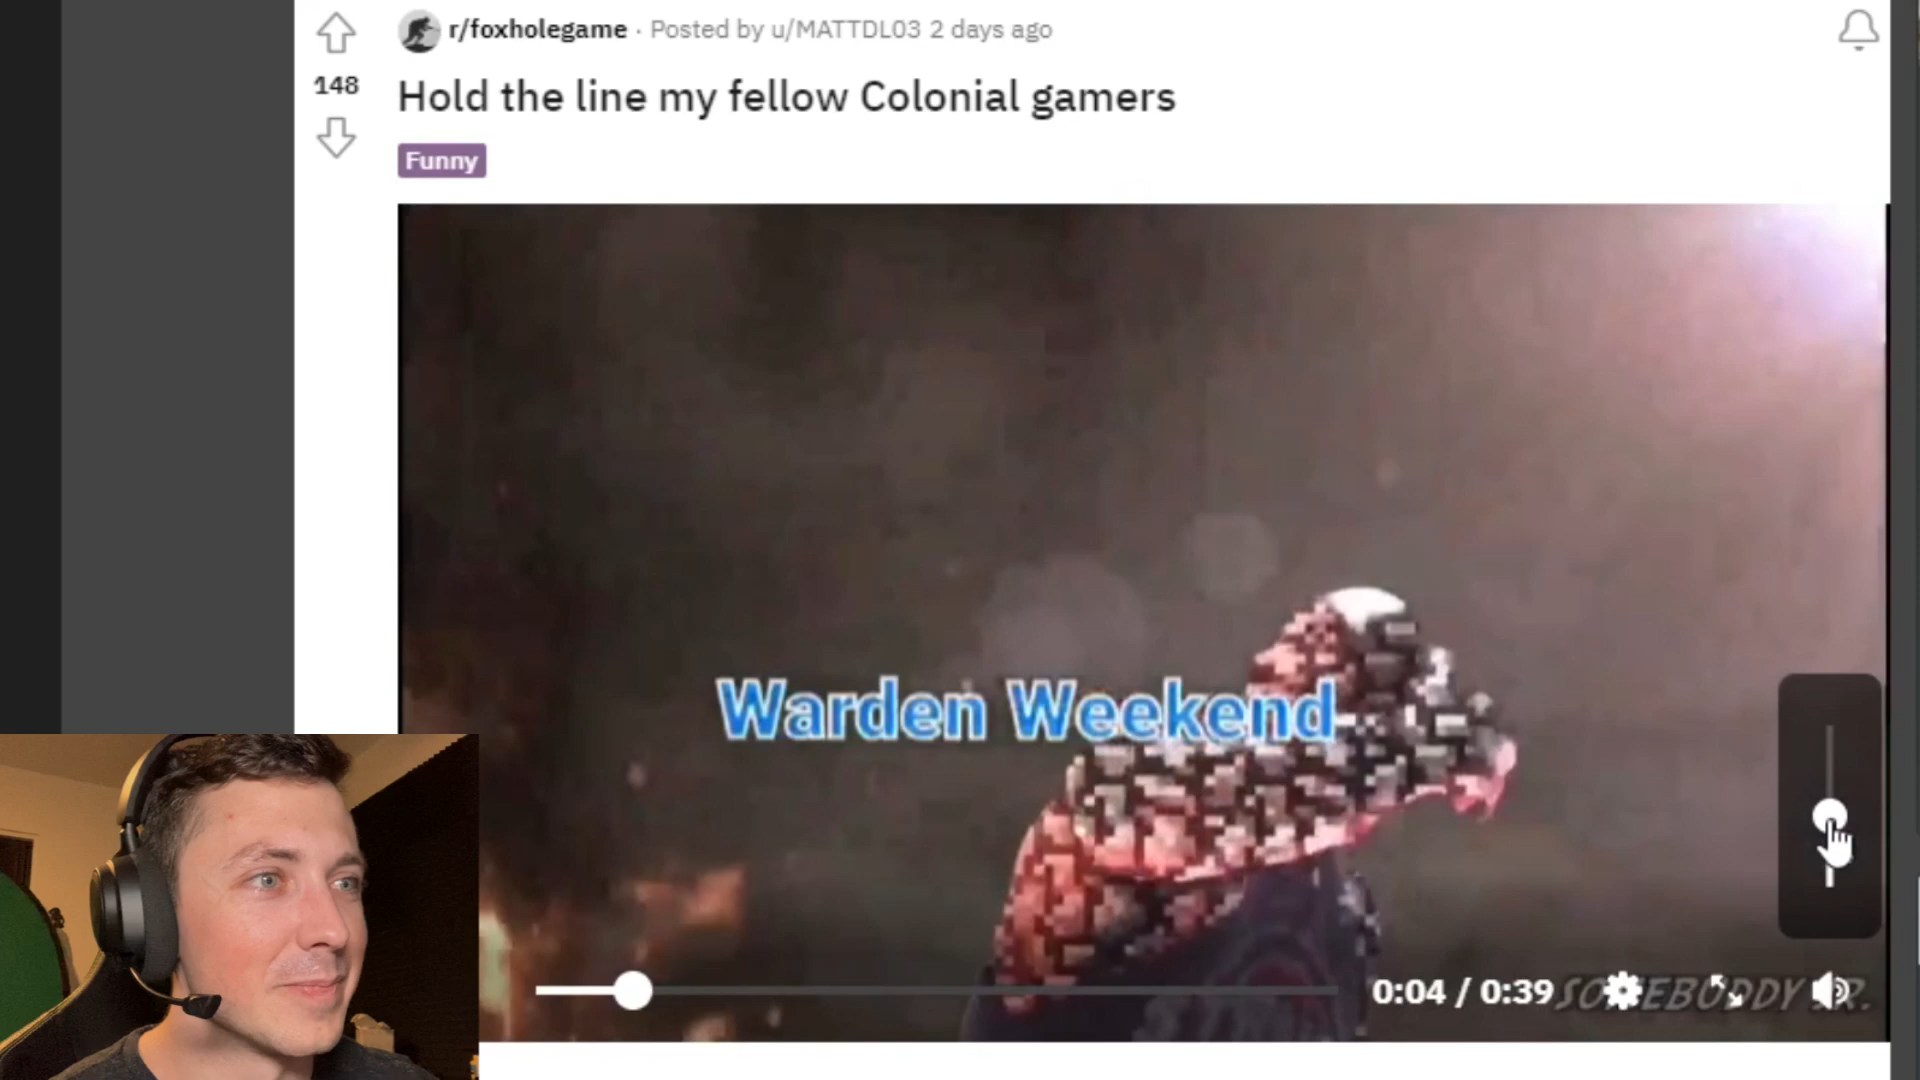 r/foxholegame · Posted by u/MATTDL03 2 days ago
148
Hold the line my fellow Colonial gamers
Funny
Warden Weekend
0:04 / 0:39